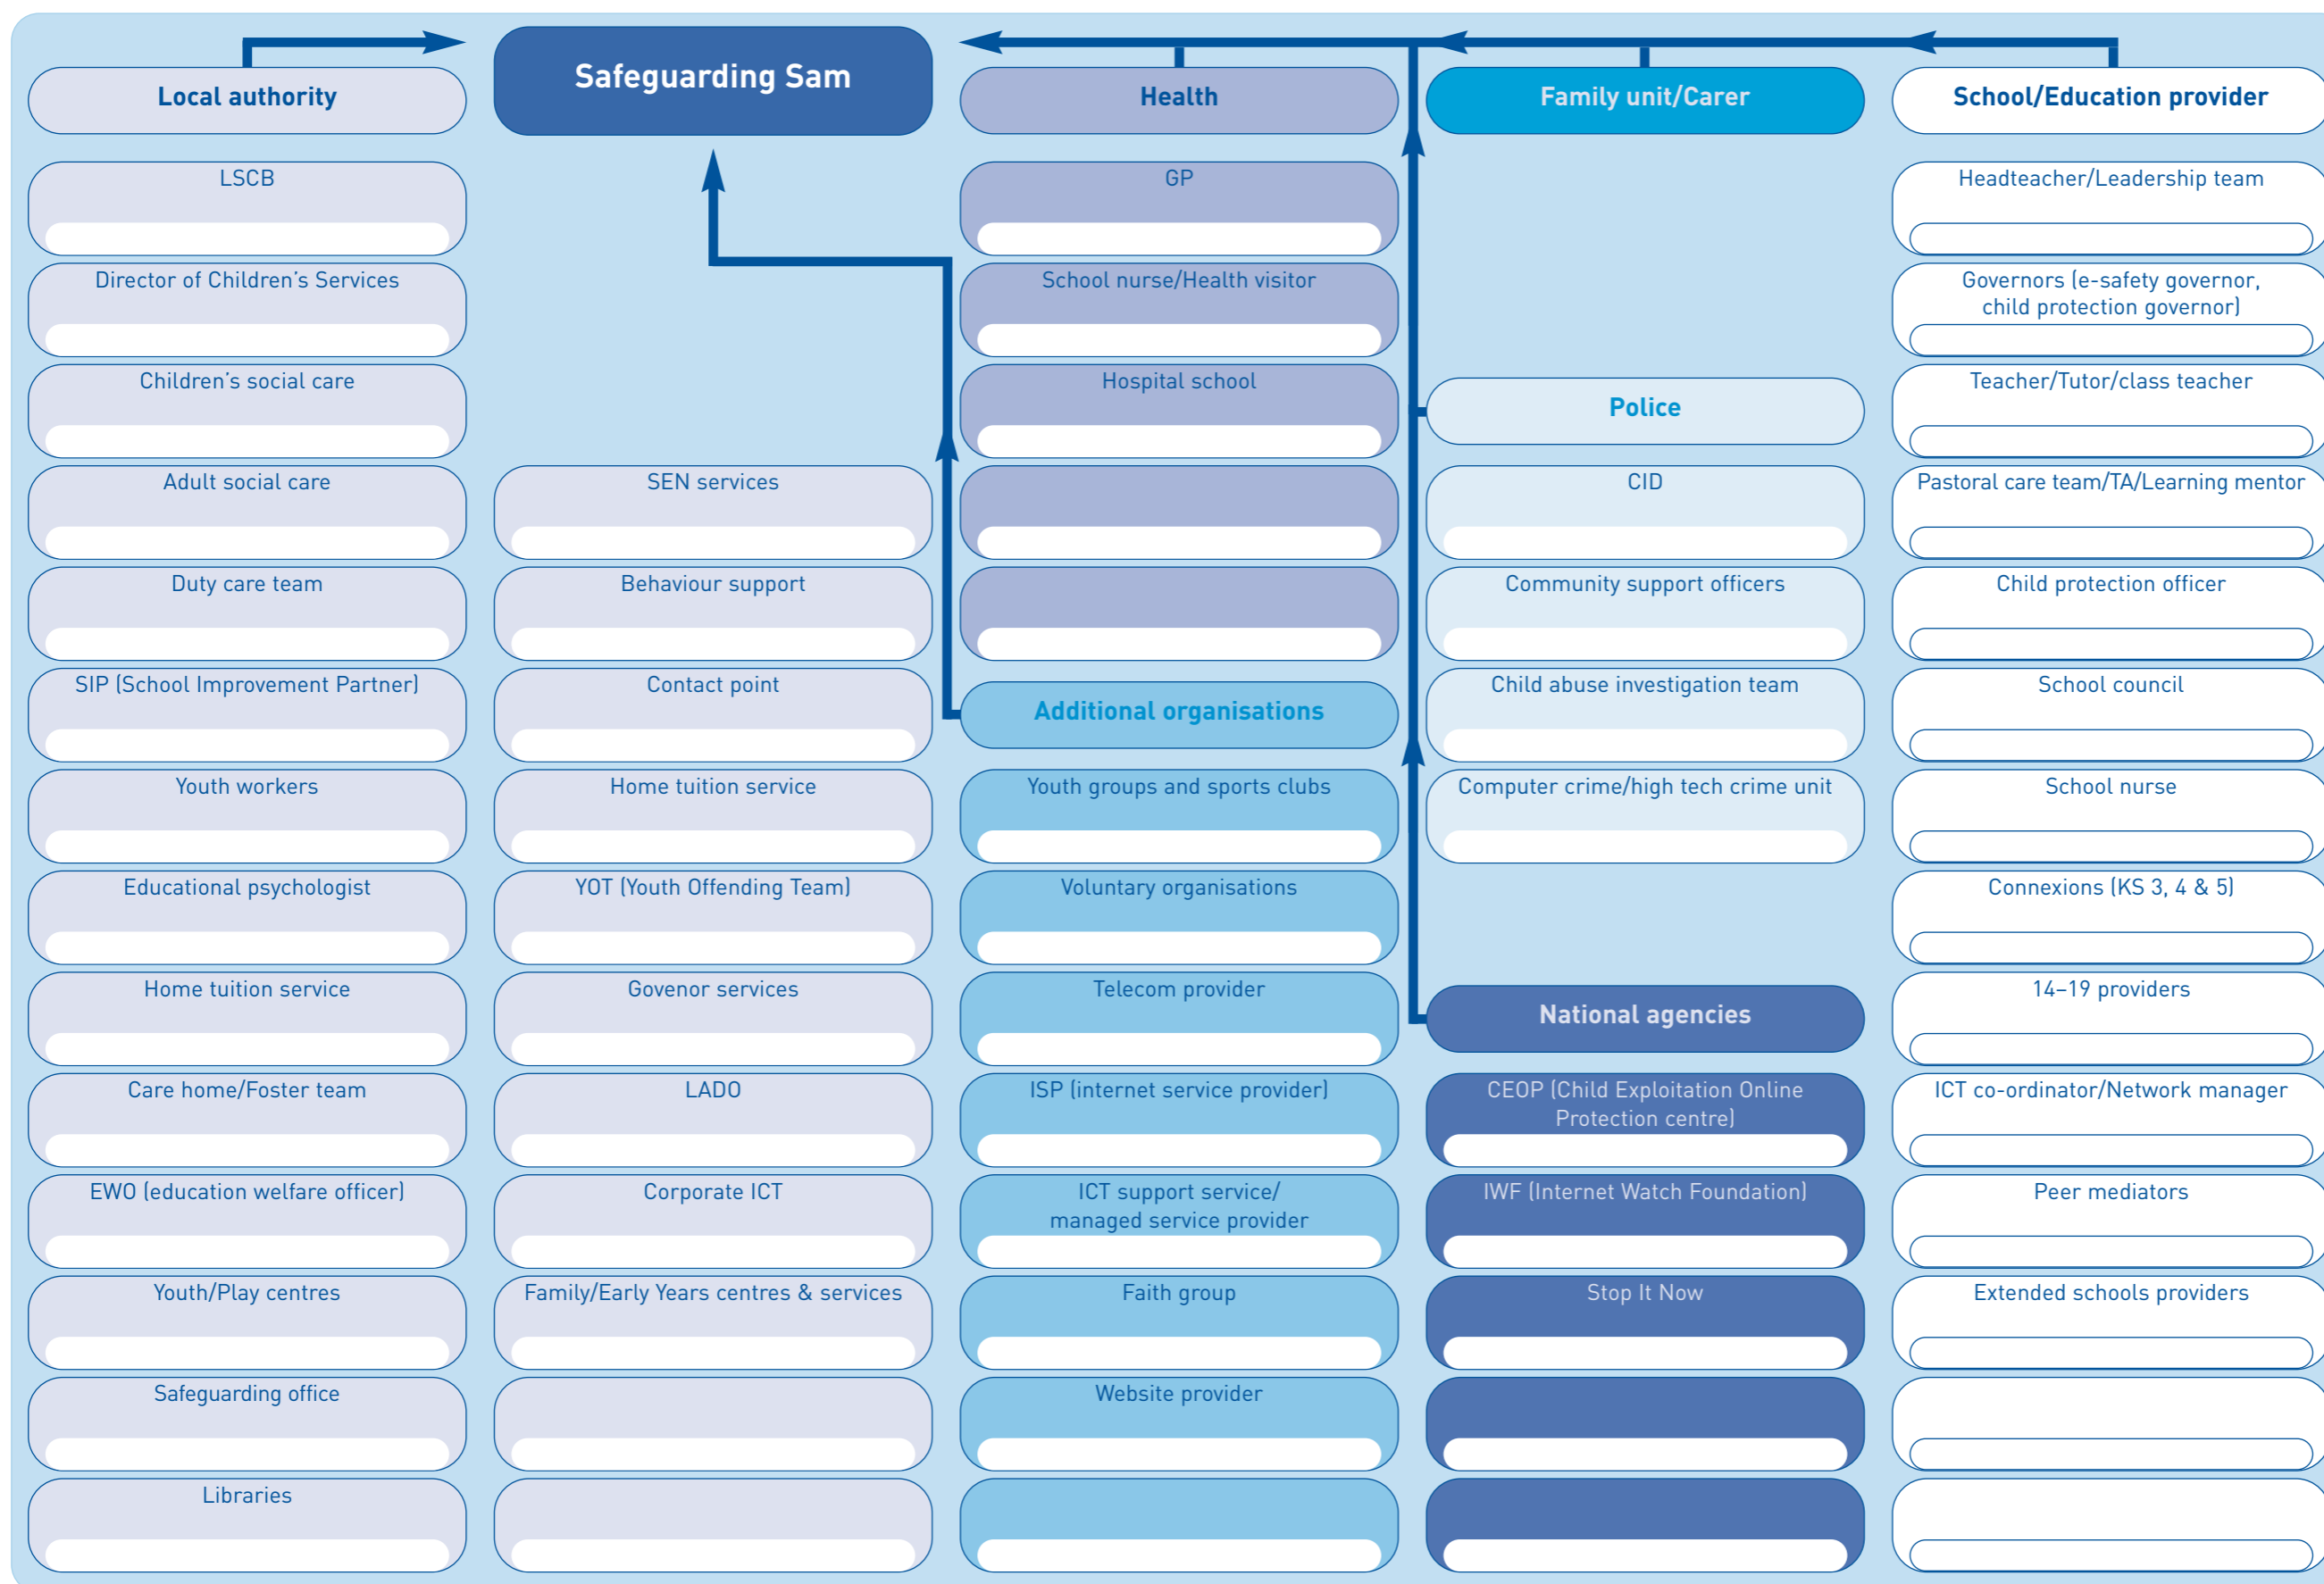 Local authority
LSCB
Director of Children's Services
Children's social care
Adult social care
Duty care team
SIP (School Improvement Partner)
Youth workers
Educational psychologist
Home tuition service
Care home/Foster team
EWO (education welfare officer)
Youth/Play centres
Safeguarding office
Libraries
Safeguarding Sam
SEN services
Behaviour support
Contact point
Home tuition service
YOT (Youth Offending Team)
Govenor services
LADO
Corporate ICT
Family/Early Years centres & services
Health
GP
School nurse/Health visitor
Hospital school
Additional organisations
Youth groups and sports clubs
Voluntary organisations
Telecom provider
ISP (internet service provider)
ICT support service/
managed service provider
Faith group
Website provider
Family unit/Carer
Police
CID
Community support officers
Child abuse investigation team
Computer crime/high tech crime unit
National agencies
CEOP (Child Exploitation Online
Protection centre)
IWF (Internet Watch Foundation)
Stop It Now
School/Education provider
Headteacher/Leadership team
Governors (e-safety governor,
child protection governor)
Teacher/Tutor/class teacher
Pastoral care team/TA/Learning mentor
Child protection officer
School council
School nurse
Connexions (KS 3, 4 & 5)
14–19 providers
ICT co-ordinator/Network manager
Peer mediators
Extended schools providers